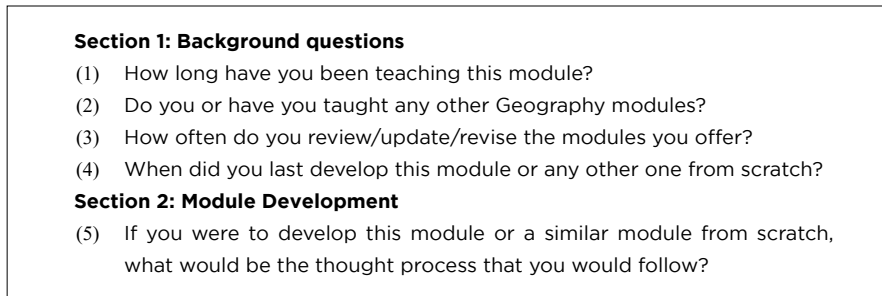 Section 1: Background questions
(1) How long have you been teaching this module?
(2) Do you or have you taught any other Geography modules?
(3) How often do you review/update/revise the modules you offer?
(4) When did you last develop this module or any other one from scratch?
Section 2: Module Development
(5) If you were to develop this module or a similar module from scratch,
what would be the thought process that you would follow?